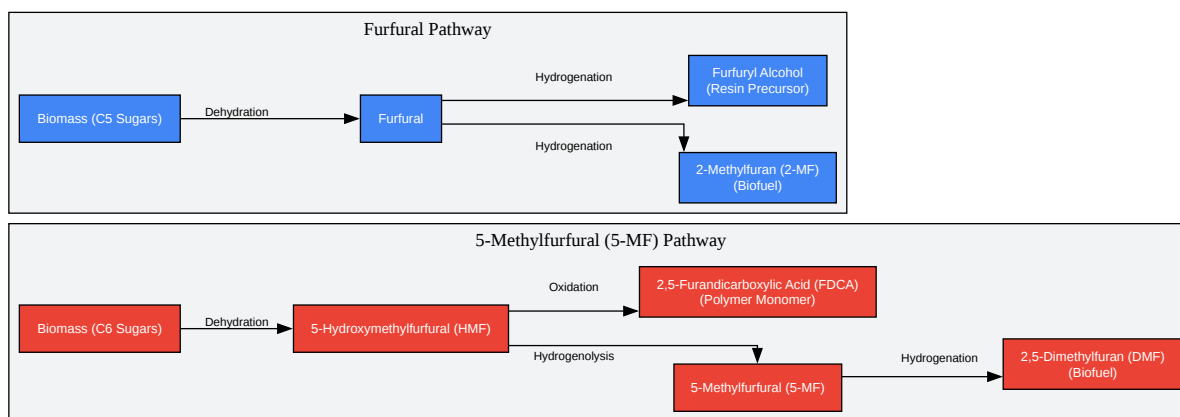 Furfural Pathway
Biomass (C5 Sugars)
Dehydration
Furfural
Hydrogenation
Furfuryl Alcohol
(Resin Precursor)
Hydrogenation
2-Methylfuran (2-MF)
(Biofuel)
5-Methylfurfural (5-MF) Pathway
Biomass (C6 Sugars)
Dehydration
5-Hydroxymethylfurfural (HMF)
Oxidation
2,5-Furandicarboxylic Acid (FDCA)
(Polymer Monomer)
Hydrogenolysis
5-Methylfurfural (5-MF)
Hydrogenation
2,5-Dimethylfuran (DMF)
(Biofuel)